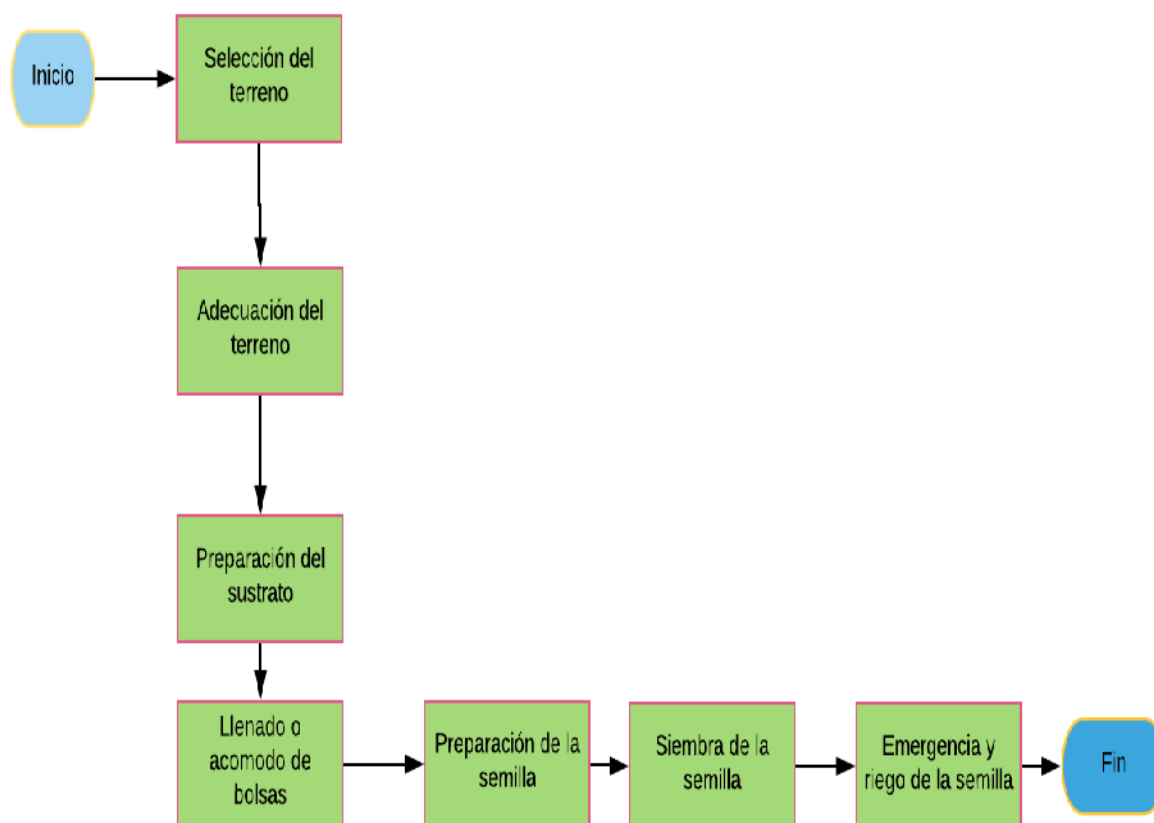 Inicio
Selección del
terreno
Adecuación del
terreno
Preparación del
sustrato
Llenado o
acomodo de
bolsas
Preparación de la
semilla
Siembra de la
semilla
Emergencia y
riego de la semilla
Fin